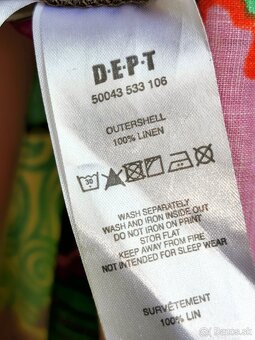 D·E·P·T
50043 533 106
OUTERSHELL
100% LINEN
30
WASH SEPARATELY
WASH AND IRON INSIDE OUT
DO NOT IRON ON PRINT
STOR FLAT
KEEP AWAY FROM FIRE
NOT INTENDED FOR SLEEP WEAR
SURVÊTEMENT
100% LIN